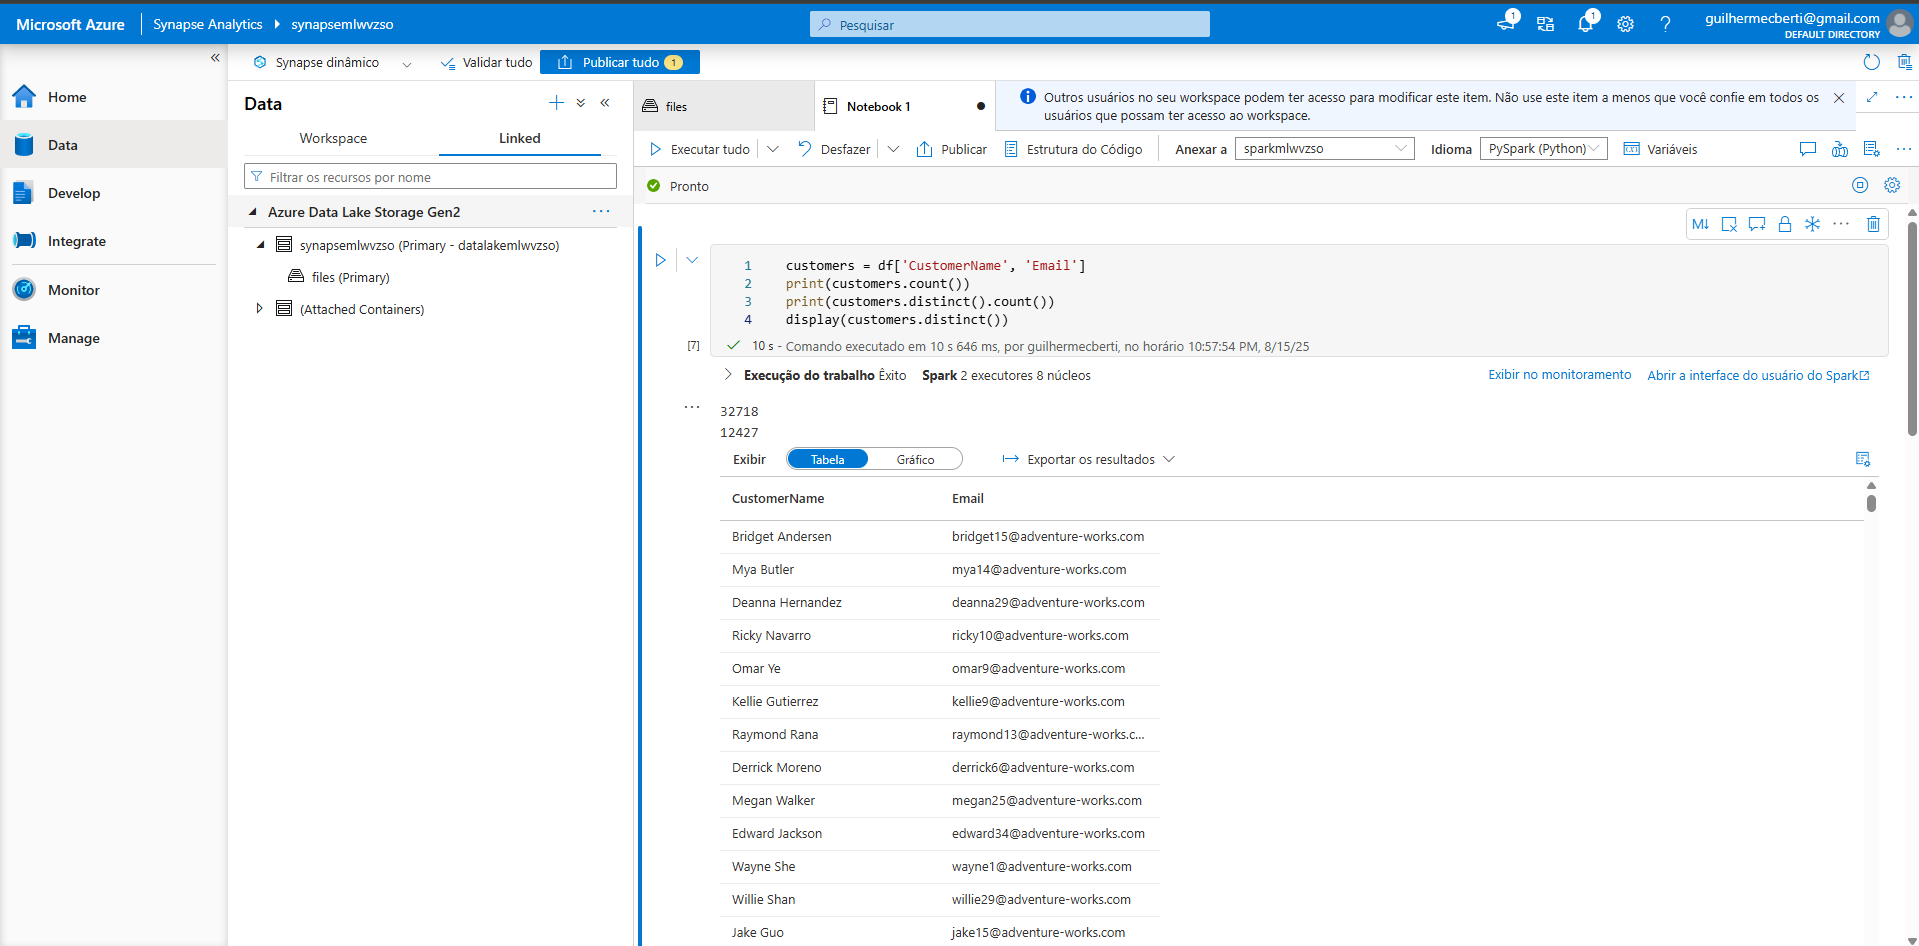 Microsoft Azure
Synapse Analytics
synapsemlwvzso
Pesquisar
1
1
?
guilhermecberti@gmail.com
DEFAULT DIRECTORY
Home
Data
Develop
Integrate
Monitor
Manage
Synapse dinâmico
Validar tudo
Publicar tudo 1
Data
Workspace
Linked
Filtrar os recursos por nome
Azure Data Lake Storage Gen2
synapsemlwvzso (Primary - datalakemlwvzso)
files (Primary)
(Attached Containers)
files
Notebook 1
Outros usuários no seu workspace podem ter acesso para modificar este item. Não use este item a menos que você confie em todos os
usuários que possam ter acesso ao workspace.
Executar tudo
Desfazer
Publicar
Estrutura do Código
Anexar a
sparkmlwvzso
Idioma
PySpark (Python)
Variáveis
Pronto
M↓
1 customers = df['CustomerName', 'Email']
2 print(customers.count())
3 print(customers.distinct().count())
4 display(customers.distinct())
[7]
10 s - Comando executado em 10 s 646 ms, por guilhermecberti, no horário 10:57:54 PM, 8/15/25
Execução do trabalho Êxito Spark 2 executores 8 núcleos
Exibir no monitoramento
Abrir a interface do usuário do Spark
32718
12427
Exibir
Tabela
Gráfico
Exportar os resultados
CustomerName Email
Bridget Andersen bridget15@adventure-works.com
Mya Butler mya14@adventure-works.com
Deanna Hernandez deanna29@adventure-works.com
Ricky Navarro ricky10@adventure-works.com
Omar Ye omar9@adventure-works.com
Kellie Gutierrez kellie9@adventure-works.com
Raymond Rana raymond13@adventure-works.c...
Derrick Moreno derrick6@adventure-works.com
Megan Walker megan25@adventure-works.com
Edward Jackson edward34@adventure-works.com
Wayne She wayne1@adventure-works.com
Willie Shan willie29@adventure-works.com
Jake Guo jake15@adventure-works.com